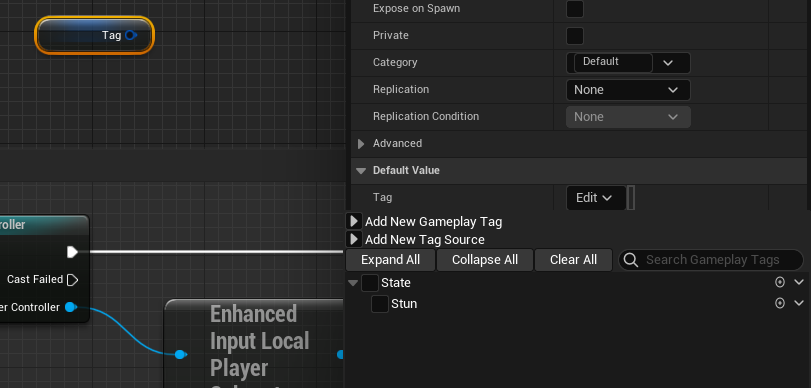 Tag
Expose on Spawn
Private
Category
Default
Replication
None
Replication Condition
None
Advanced
Default Value
Tag
Edit
Add New Gameplay Tag
Add New Tag Source
Expand All
Collapse All
Clear All
Search Gameplay Tags
State
Stun
roller
Cast Failed
er Controller
Enhanced
Input Local
Player